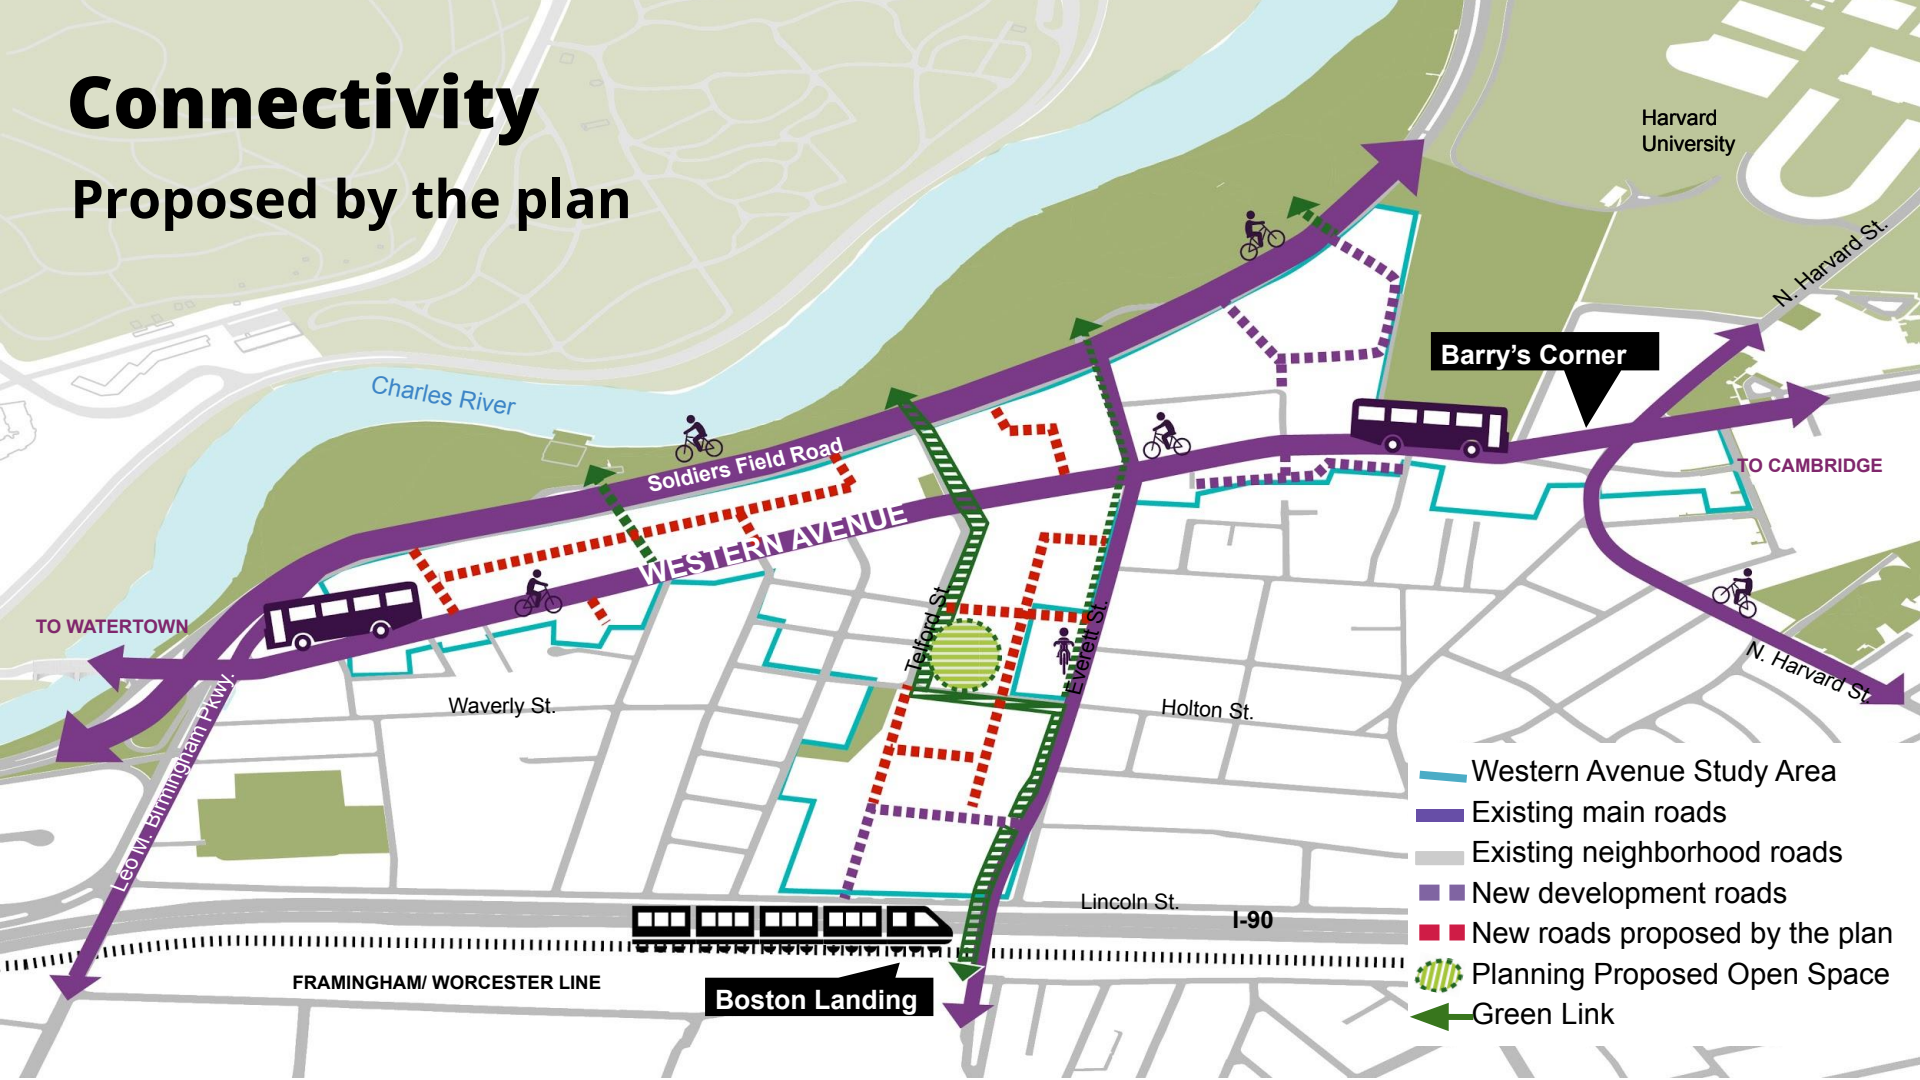 Connectivity
Proposed by the plan
Harvard
University
N. Harvard St.
Barry's Corner
Charles River
Soldiers Field Road
WESTERN AVENUE
TO CAMBRIDGE
TO WATERTOWN
Telford St.
Everett St.
N. Harvard St.
Leo M. Birmingham Pkwy.
Waverly St.
Holton St.
Lincoln St.
I-90
FRAMINGHAM/ WORCESTER LINE
Boston Landing
Western Avenue Study Area
Existing main roads
Existing neighborhood roads
New development roads
New roads proposed by the plan
Planning Proposed Open Space
Green Link